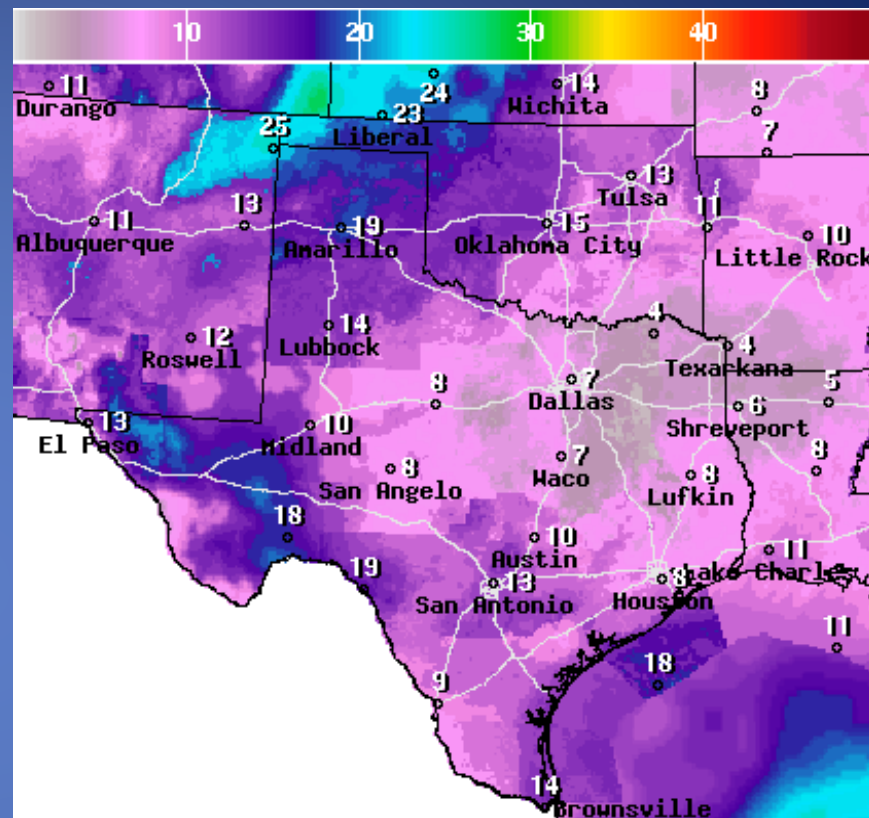 10 20 30 40
24
11 14 8
Durango Wichita
23
25 Liberal 7
13
Tulsa
11 13 19 15 11 10
Albuquerque Amarillo Oklahoma City Little Rock
12 14 4 4
Roswell Lubbock Texarkana
7
8 Dallas 6 5
13 10 Shreveport
El Paso Midland
8 7 8 8
San Angelo Waco Lufkin
18 10 11
Austin
19 13 8 Lake Charles
San Antonio Houston
11
9 18
14
Brownsville